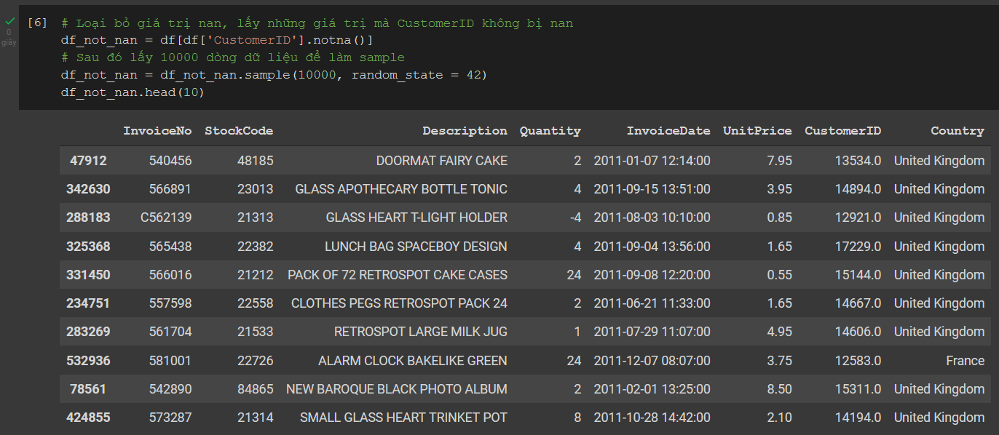 [6] # Loại bỏ giá trị nan, lấy những giá trị mà CustomerID không bị nan
df_not_nan = df[df['CustomerID'].notna()]
# Sau đó lấy 10000 dòng dữ liệu để làm sample
df_not_nan = df_not_nan.sample(10000, random_state = 42)
df_not_nan.head(10)
0
giây
InvoiceNo StockCode Description Quantity InvoiceDate UnitPrice CustomerID Country
47912 540456 48185 DOORMAT FAIRY CAKE 2 2011-01-07 12:14:00 7.95 13534.0 United Kingdom
342630 566891 23013 GLASS APOTHECARY BOTTLE TONIC 4 2011-09-15 13:51:00 3.95 14894.0 United Kingdom
288183 C562139 21313 GLASS HEART T-LIGHT HOLDER -4 2011-08-03 10:10:00 0.85 12921.0 United Kingdom
325368 565438 22382 LUNCH BAG SPACEBOY DESIGN 4 2011-09-04 13:56:00 1.65 17229.0 United Kingdom
331450 566016 21212 PACK OF 72 RETROSPOT CAKE CASES 24 2011-09-08 12:20:00 0.55 15144.0 United Kingdom
234751 557598 22558 CLOTHES PEGS RETROSPOT PACK 24 2 2011-06-21 11:33:00 1.65 14667.0 United Kingdom
283269 561704 21533 RETROSPOT LARGE MILK JUG 1 2011-07-29 11:07:00 4.95 14606.0 United Kingdom
532936 581001 22726 ALARM CLOCK BAKELIKE GREEN 24 2011-12-07 08:07:00 3.75 12583.0 France
78561 542890 84865 NEW BAROQUE BLACK PHOTO ALBUM 2 2011-02-01 13:25:00 8.50 15311.0 United Kingdom
424855 573287 21314 SMALL GLASS HEART TRINKET POT 8 2011-10-28 14:42:00 2.10 14194.0 United Kingdom